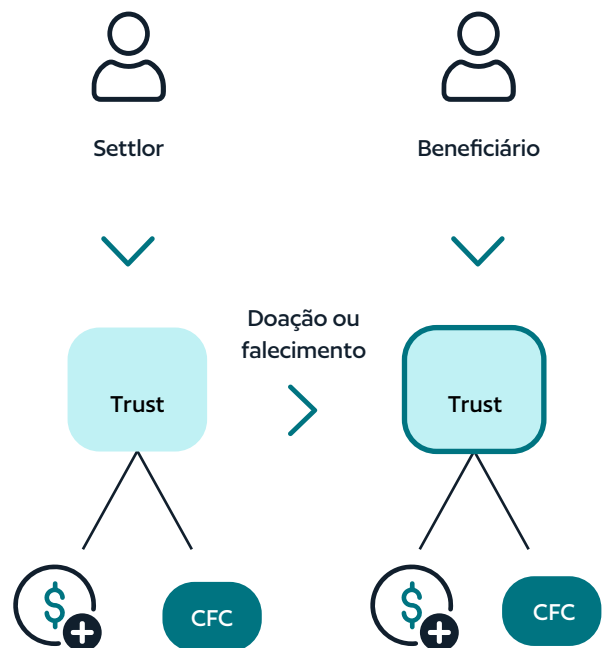 Settlor
Beneficiário
Doação ou
falecimento
Trust
Trust
$
CFC
$
CFC